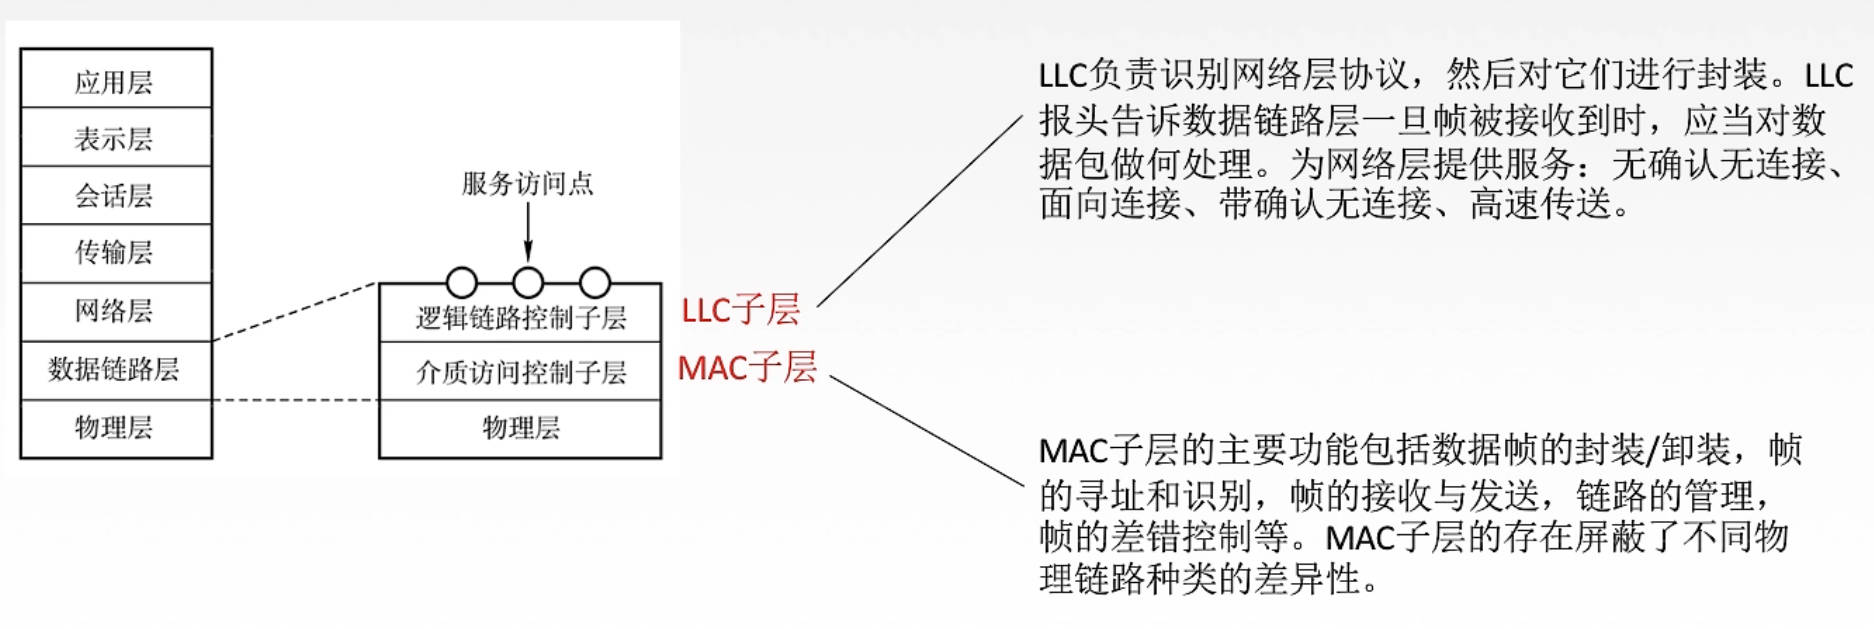 应用层
表示层
会话层
传输层
网络层
数据链路层
物理层
服务访问点
逻辑链路控制子层
介质访问控制子层
物理层
LLC子层
MAC子层
LLC负责识别网络层协议，然后对它们进行封装。LLC
报头告诉数据链路层一旦帧被接收到时，应当对数
据包做何处理。为网络层提供服务：无确认无连接、
面向连接、带确认无连接、高速传送。
MAC子层的主要功能包括数据帧的封装/卸装，帧
的寻址和识别，帧的接收与发送，链路的管理，
帧的差错控制等。MAC子层的存在屏蔽了不同物
理链路种类的差异性。